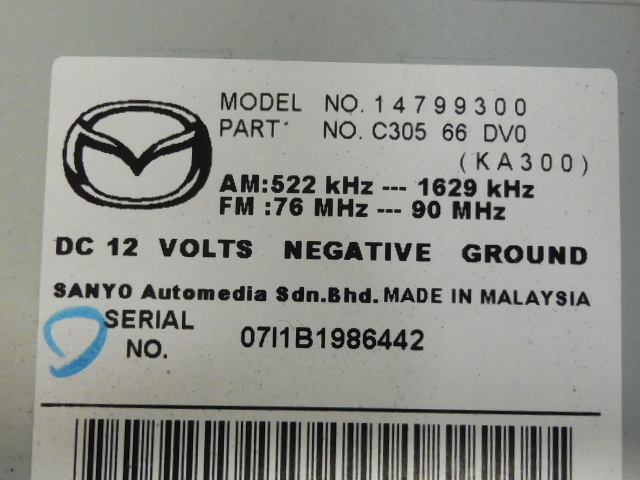 MODEL NO. 14799300
PART NO. C305 66 DV0
(KA300)
AM:522 kHz --- 1629 kHz
FM :76 MHz --- 90 MHz
DC 12 VOLTS NEGATIVE GROUND
SANYO Automedia Sdn.Bhd. MADE IN MALAYSIA
SERIAL
NO. 07I1B1986442